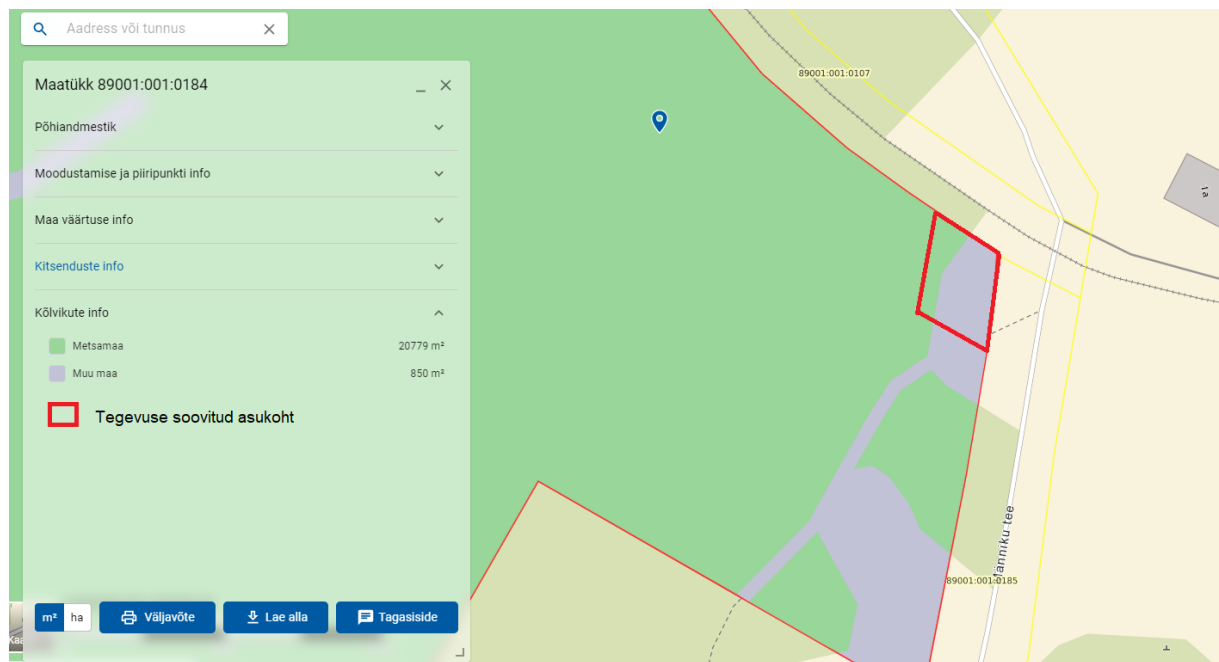 Aadress või tunnus
Maatükk 89001:001:0184
Põhiandmestik
Moodustamise ja piiripunkti info
Maa väärtuse info
Kitsenduste info
Kõlvikute info
Metsamaa 20779 m²
Muu maa 850 m²
Tegevuse soovitud asukoht
m² ha Väljavõte Lae alla Tagasiside
89001:001:0107
1a
Männiku tee
89001:001:0185